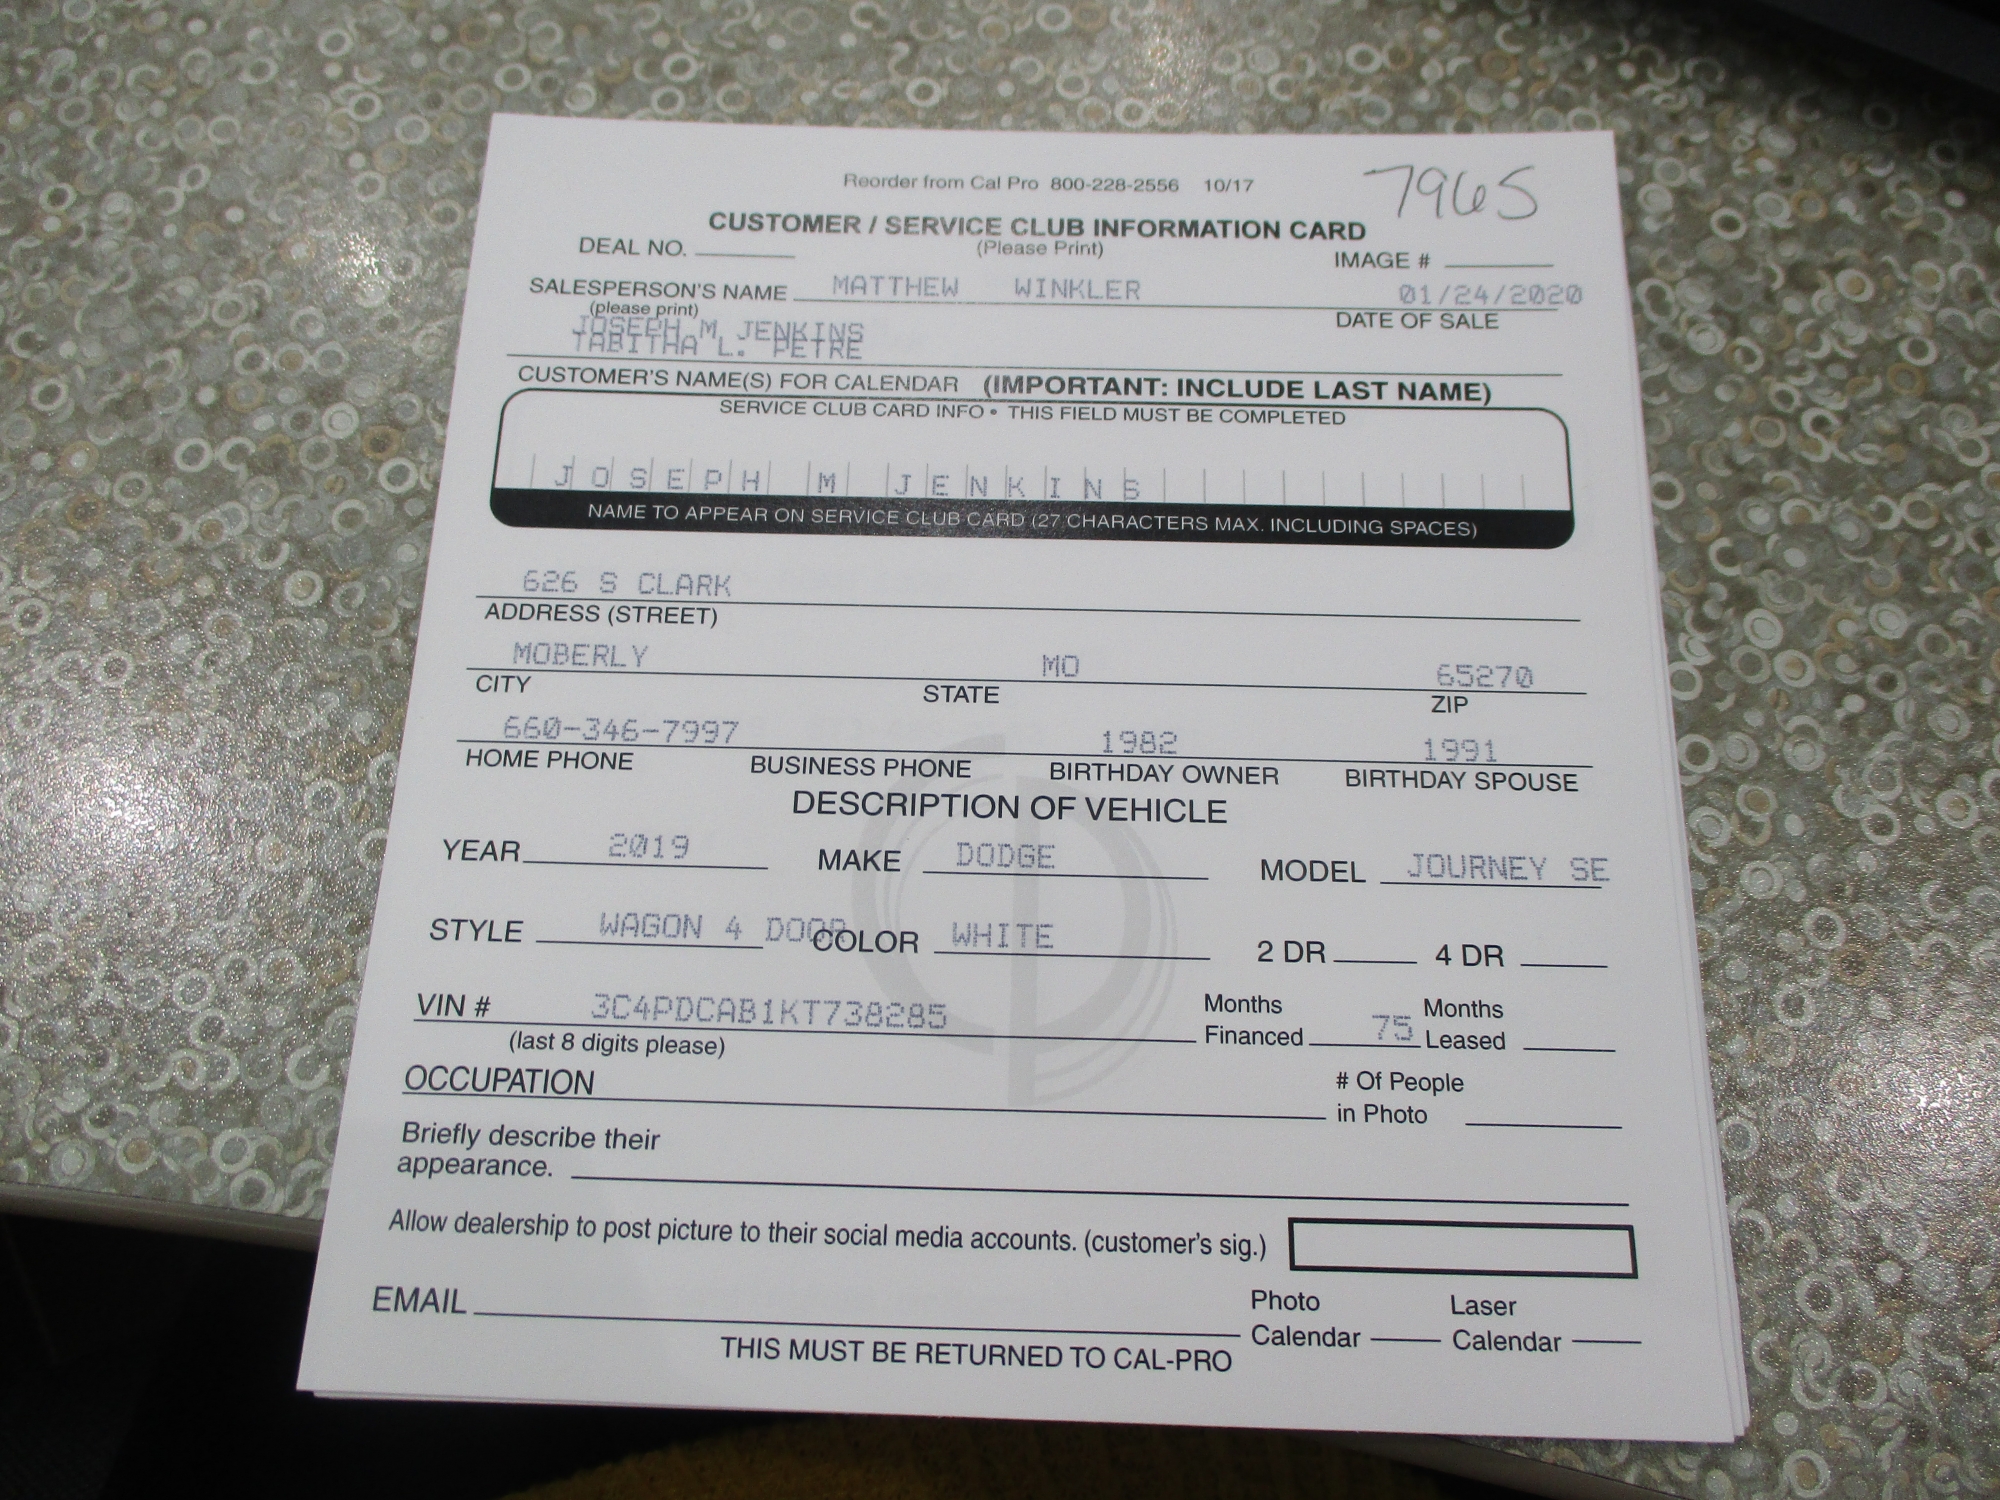 Reorder from Cal Pro 800-228-2556 10/17
7965
CUSTOMER / SERVICE CLUB INFORMATION CARD
(Please Print)
DEAL NO.
IMAGE #
SALESPERSON'S NAME MATTHEW WINKLER 01/24/2020
(please print)
DATE OF SALE
JOSEPH M JENKINS
TABITHA L. PETRE
CUSTOMER'S NAME(S) FOR CALENDAR (IMPORTANT: INCLUDE LAST NAME)
SERVICE CLUB CARD INFO • THIS FIELD MUST BE COMPLETED
JOSEPH M JENKINS
NAME TO APPEAR ON SERVICE CLUB CARD (27 CHARACTERS MAX. INCLUDING SPACES)
626 S CLARK
ADDRESS (STREET)
MOBERLY MO 65270
CITY STATE ZIP
660-346-7997 1982 1991
HOME PHONE BUSINESS PHONE BIRTHDAY OWNER BIRTHDAY SPOUSE
DESCRIPTION OF VEHICLE
YEAR 2019 MAKE DODGE MODEL JOURNEY SE
STYLE WAGON 4 DOOR COLOR WHITE 2 DR 4 DR
VIN # 3C4PDCAB1KT738285 Months Financed 75 Months Leased
(last 8 digits please)
OCCUPATION # Of People in Photo
Briefly describe their
appearance.
Allow dealership to post picture to their social media accounts. (customer's sig.)
EMAIL Photo Calendar Laser Calendar
THIS MUST BE RETURNED TO CAL-PRO